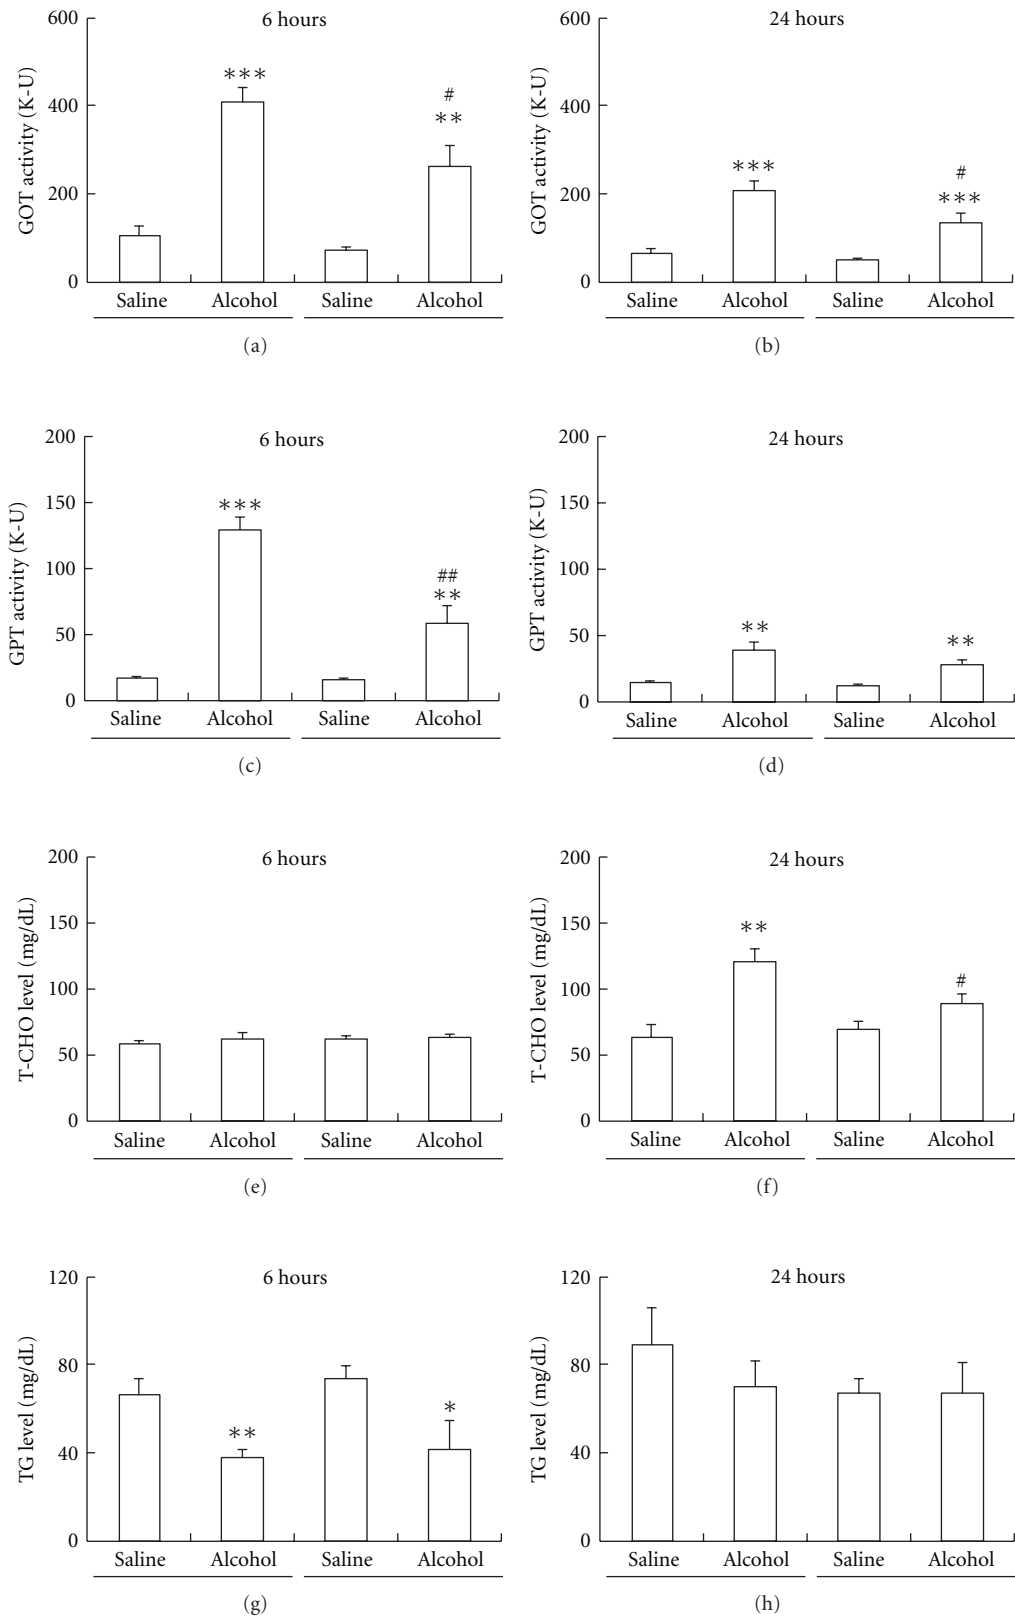 6 hours
GOT activity (K-U)
600
400
200
0
***
#
**
Saline Alcohol Saline Alcohol
(a)
24 hours
GOT activity (K-U)
600
400
200
0
***
#
***
Saline Alcohol Saline Alcohol
(b)
6 hours
GPT activity (K-U)
200
150
100
50
0
***
##
**
Saline Alcohol Saline Alcohol
(c)
24 hours
GPT activity (K-U)
200
150
100
50
0
**
**
Saline Alcohol Saline Alcohol
(d)
6 hours
T-CHO level (mg/dL)
200
150
100
50
0
Saline Alcohol Saline Alcohol
(e)
24 hours
T-CHO level (mg/dL)
200
150
100
50
0
**
#
Saline Alcohol Saline Alcohol
(f)
6 hours
TG level (mg/dL)
120
80
40
0
**
*
Saline Alcohol Saline Alcohol
(g)
24 hours
TG level (mg/dL)
120
80
40
0
Saline Alcohol Saline Alcohol
(h)